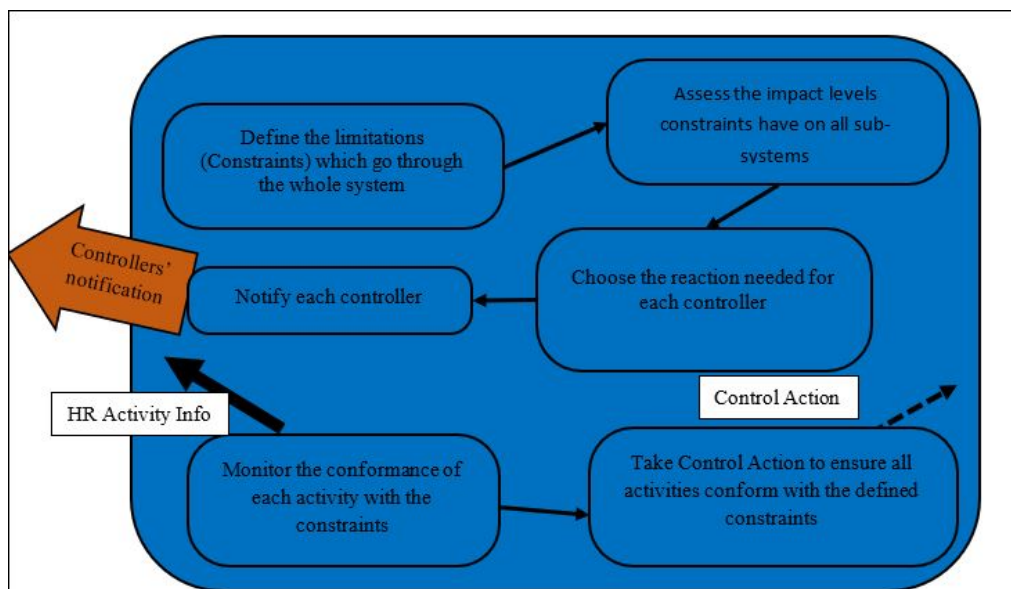 Define the limitations
(Constraints) which go through
the whole system
Assess the impact levels
constraints have on all sub-
systems
Controllers’
notification
Notify each controller
Choose the reaction needed for
each controller
HR Activity Info
Control Action
Monitor the conformance of
each activity with the
constraints
Take Control Action to ensure all
activities conform with the defined
constraints